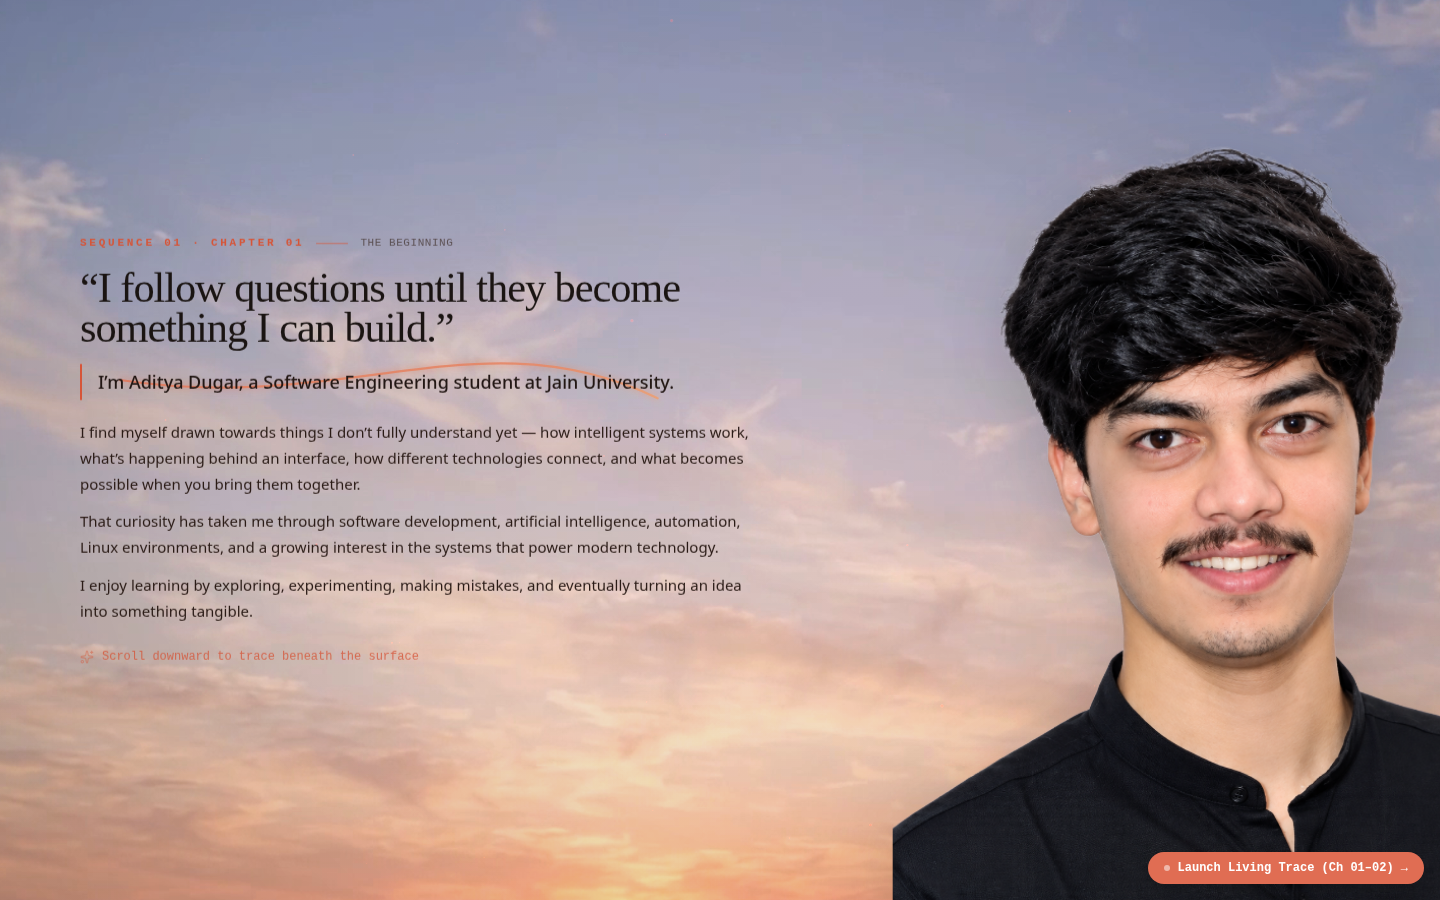 SEQUENCE 01 · CHAPTER 01 —— THE BEGINNING
“I follow questions until they become
something I can build.”
I’m Aditya Dugar, a Software Engineering student at Jain University.
I find myself drawn towards things I don’t fully understand yet — how intelligent systems work,
what’s happening behind an interface, how different technologies connect, and what becomes
possible when you bring them together.
That curiosity has taken me through software development, artificial intelligence, automation,
Linux environments, and a growing interest in the systems that power modern technology.
I enjoy learning by exploring, experimenting, making mistakes, and eventually turning an idea
into something tangible.
Scroll downward to trace beneath the surface
Launch Living Trace (Ch 01–02) →